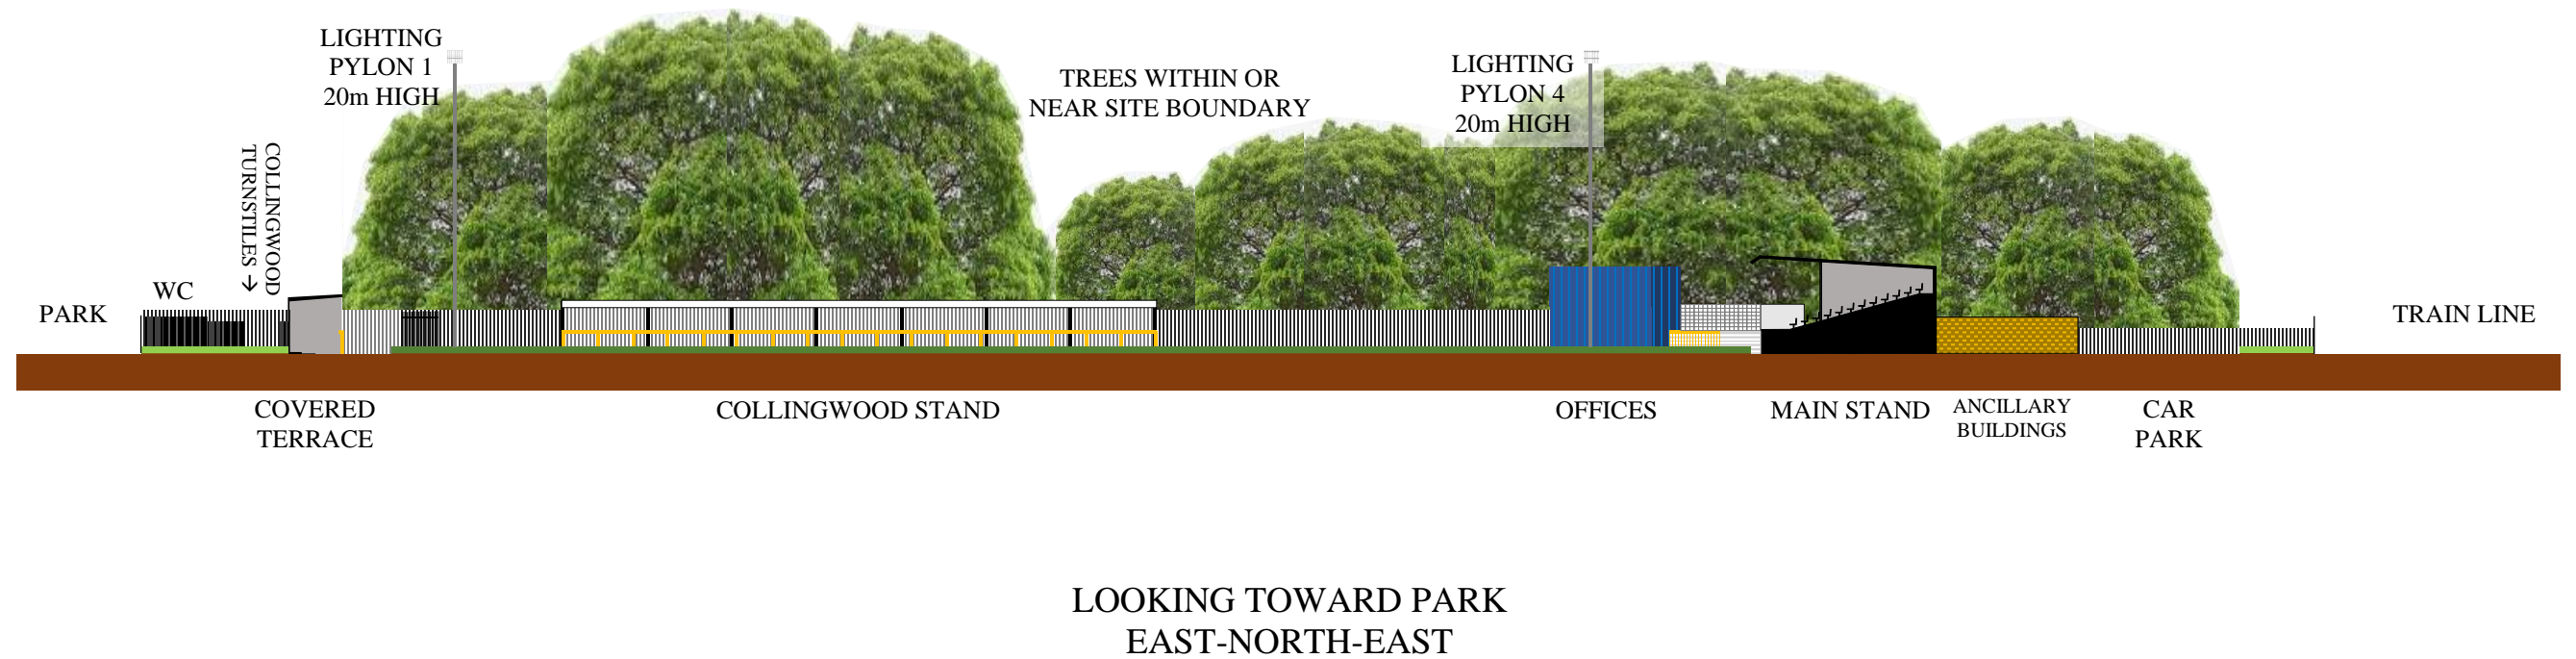 LIGHTING
PYLON 1
20m HIGH
TREES WITHIN OR
NEAR SITE BOUNDARY
LIGHTING
PYLON 4
20m HIGH
COLLINGWOOD
TURNSTILES →
PARK
WC
TRAIN LINE
COVERED
TERRACE
COLLINGWOOD STAND
OFFICES
MAIN STAND
ANCILLARY
BUILDINGS
CAR
PARK
LOOKING TOWARD PARK
EAST-NORTH-EAST